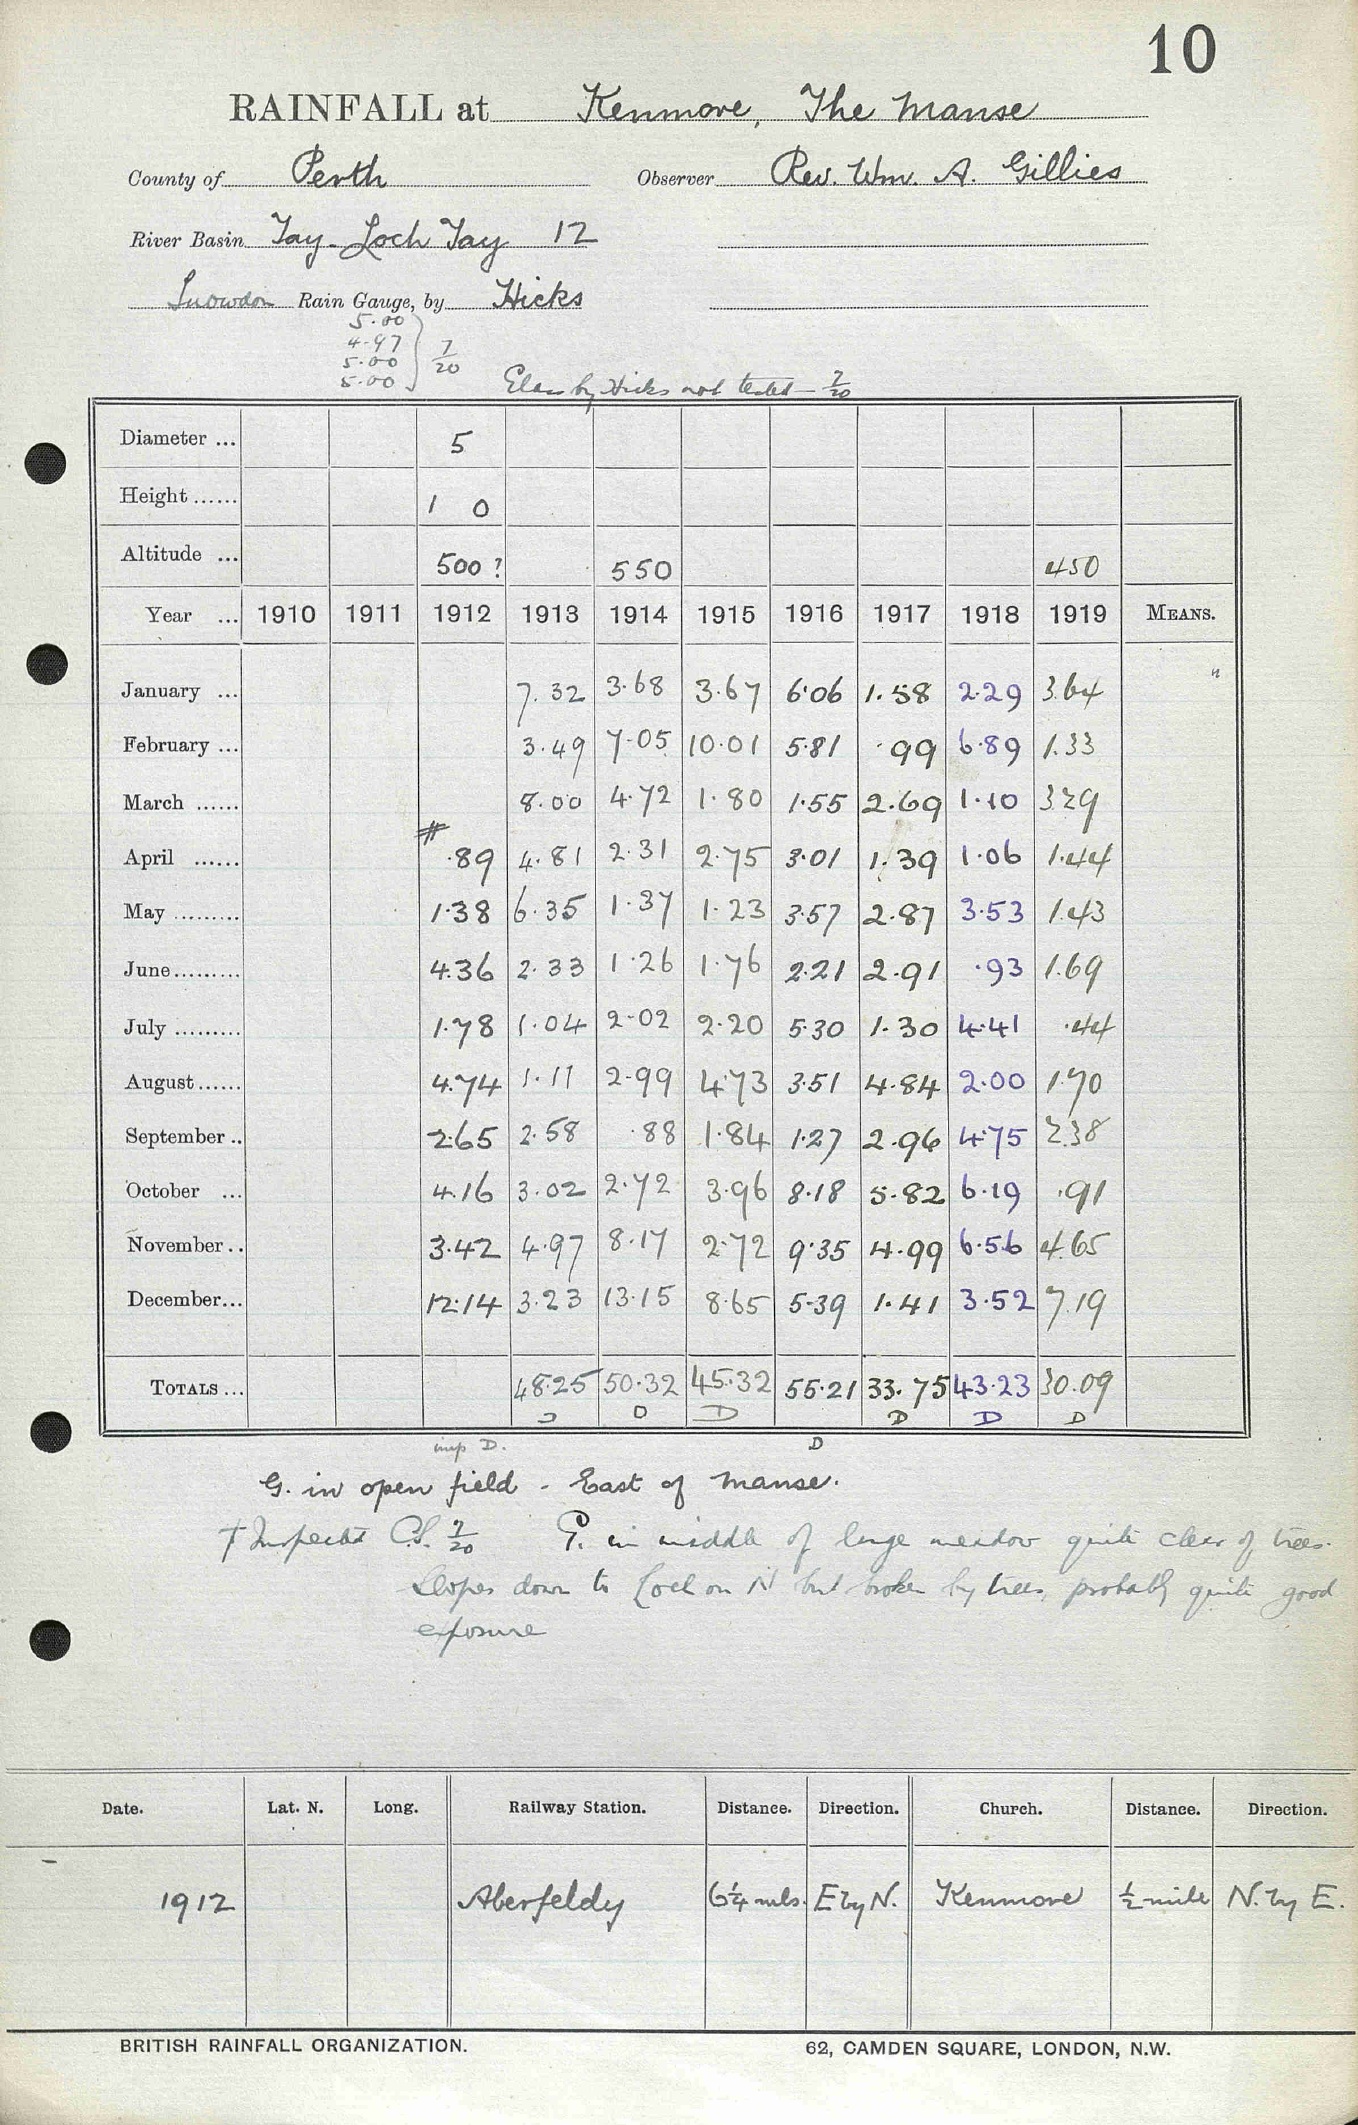 10
RAINFALL at Kenmore, The Manse
County of Perth Observer Rev. Wm. A. Gillies
River Basin Tay - Loch Tay 12
Snowdon Rain Gauge, by Hicks
5.00
4.97
5.00
5.00
7/20
Glass by Hicks not tested - 7/20
Diameter ... 5
Height ...... 1 0
Altitude ... 500? 550 450
Year ... 1910 1911 1912 1913 1914 1915 1916 1917 1918 1919 MEANS.
January ... 7.32 3.68 3.67 6.06 1.58 2.29 3.64
February ... 3.49 7.05 10.01 5.81 .99 6.89 1.33
March ...... 8.00 4.72 1.80 1.55 2.69 1.10 3.29
April ...... # .89 4.81 2.31 2.75 3.01 1.39 1.06 1.44
May ......... 1.38 6.35 1.37 1.23 3.57 2.87 3.53 1.43
June......... 4.36 2.33 1.26 1.76 2.21 2.91 .93 1.69
July ......... 1.78 1.04 2.02 2.20 5.30 1.30 4.41 .44
August...... 4.74 1.11 2.99 4.73 3.51 4.84 2.00 1.70
September .. 2.65 2.58 .88 1.84 1.27 2.96 4.75 2.38
October ... 4.16 3.02 2.72 3.96 8.18 5.82 6.19 .91
November .. 3.42 4.97 8.17 2.72 9.35 4.99 6.56 4.65
December... 12.14 3.23 13.15 8.65 5.39 1.41 3.52 7.19
TOTALS ... 48.25 50.32 45.32 55.21 33.75 43.23 30.09
D D D D D D
imp D. D
G. in open field - East of Manse.
† Inspected C.S. 7/20 G. in middle of large meadow quite clear of trees.
Slopes down to Loch on N but broken by trees, probably quite good
exposure
Date. Lat. N. Long. Railway Station. Distance. Direction. Church. Distance. Direction.
1912 Aberfeldy 6¼ mls. E by N. Kenmore ½ mile N. by E.
BRITISH RAINFALL ORGANIZATION. 62, CAMDEN SQUARE, LONDON, N.W.